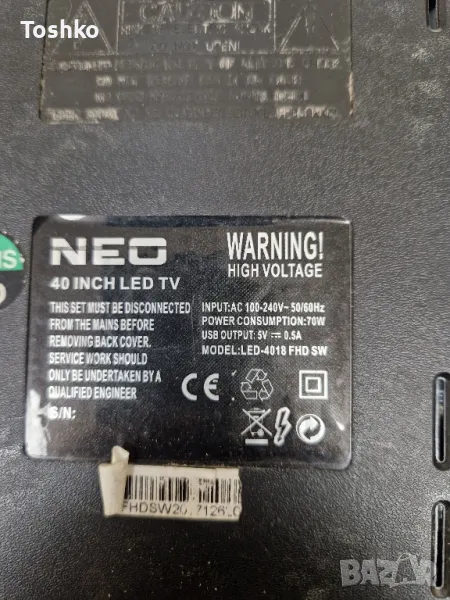 Toshko
CAUTION
NEO
40 INCH LED TV
THIS SET MUST BE DISCONNECTED
FROM THE MAINS BEFORE
REMOVING BACK COVER.
SERVICE WORK SHOULD
ONLY BE UNDERTAKEN BY A
QUALIFIED ENGINEER
S/N:
WARNING!
HIGH VOLTAGE
INPUT:AC 100-240V~ 50/60Hz
POWER CONSUMPTION:70W
USB OUTPUT: 5V ⎓ 0.5A
MODEL:LED-4018 FHD SW
CE
BAZAR